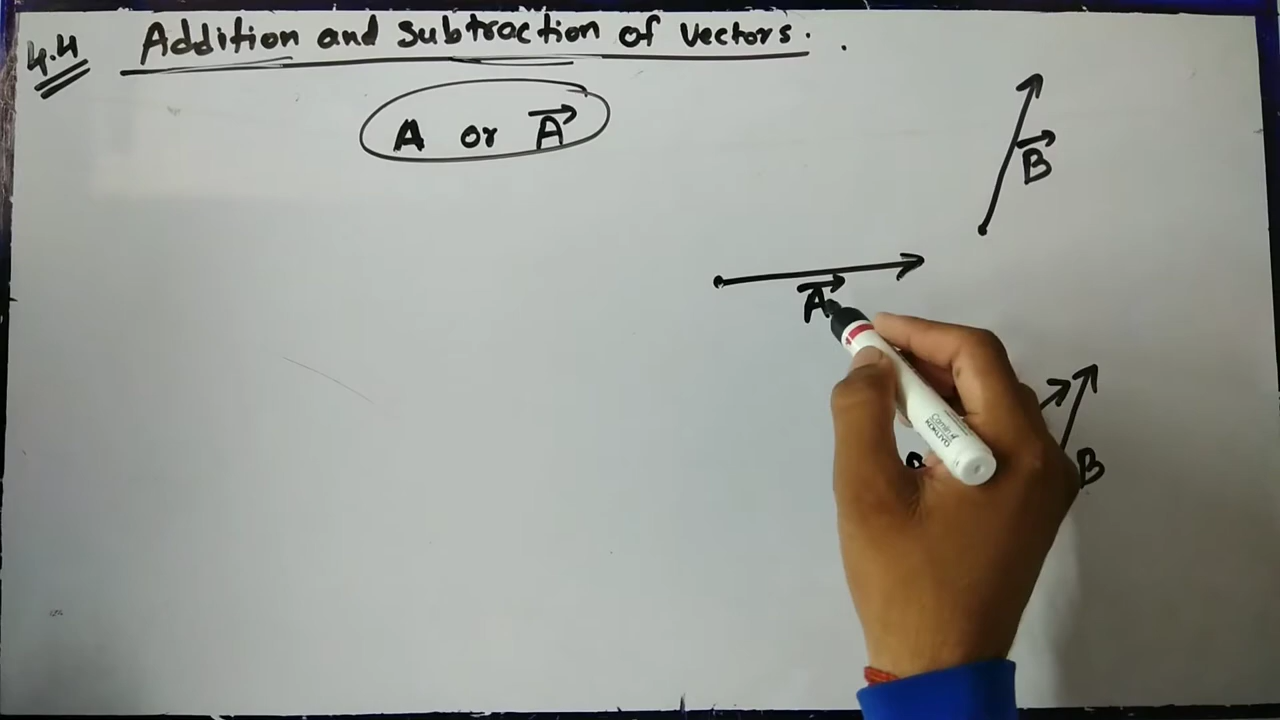 4.4 Addition and subtraction of vectors.
A or A⃗
B⃗
A⃗
B